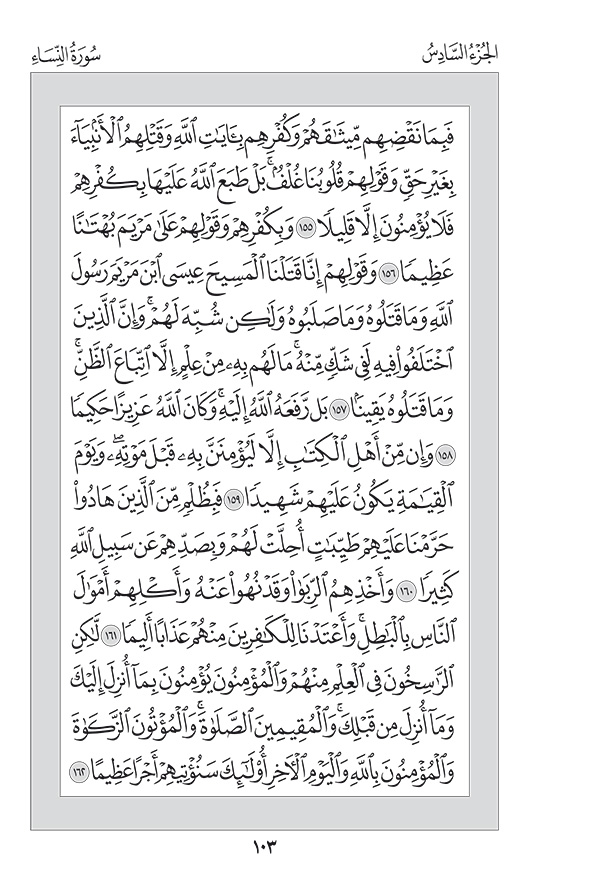 الجُزْءُ السَّادِسُ سُورَةُ النِّسَاءِ
فَبِمَا نَقْضِهِم مِّيثَٰقَهُمْ وَكُفْرِهِم بِـَٔايَٰتِ ٱللَّهِ وَقَتْلِهِمُ ٱلْأَنۢبِيَآءَ
بِغَيْرِ حَقٍّ وَقَوْلِهِمْ قُلُوبُنَا غُلْفٌۢ ۚ بَلْ طَبَعَ ٱللَّهُ عَلَيْهَا بِكُفْرِهِمْ
فَلَا يُؤْمِنُونَ إِلَّا قَلِيلًا ١٥٥ وَبِكُفْرِهِمْ وَقَوْلِهِمْ عَلَىٰ مَرْيَمَ بُهْتَٰنًا
عَظِيمًا ١٥٦ وَقَوْلِهِمْ إِنَّا قَتَلْنَا ٱلْمَسِيحَ عِيسَى ٱبْنَ مَرْيَمَ رَسُولَ
ٱللَّهِ وَمَا قَتَلُوهُ وَمَا صَلَبُوهُ وَلَٰكِن شُبِّهَ لَهُمْ ۚ وَإِنَّ ٱلَّذِينَ
ٱخْتَلَفُوا۟ فِيهِ لَفِى شَكٍّ مِّنْهُ ۚ مَا لَهُم بِهِۦ مِنْ عِلْمٍ إِلَّا ٱتِّبَاعَ ٱلظَّنِّ ۚ
وَمَا قَتَلُوهُ يَقِينًۢا ١٥٧ بَل رَّفَعَهُ ٱللَّهُ إِلَيْهِ ۚ وَكَانَ ٱللَّهُ عَزِيزًا حَكِيمًا
١٥٨ وَإِن مِّنْ أَهْلِ ٱلْكِتَٰبِ إِلَّا لَيُؤْمِنَنَّ بِهِۦ قَبْلَ مَوْتِهِۦ ۖ وَيَوْمَ
ٱلْقِيَٰمَةِ يَكُونُ عَلَيْهِمْ شَهِيدًا ١٥٩ فَبِظُلْمٍ مِّنَ ٱلَّذِينَ هَادُوا۟
حَرَّمْنَا عَلَيْهِمْ طَيِّبَٰتٍ أُحِلَّتْ لَهُمْ وَبِصَدِّهِمْ عَن سَبِيلِ ٱللَّهِ
كَثِيرًا ١٦٠ وَأَخْذِهِمُ ٱلرِّبَوٰا۟ وَقَدْ نُهُوا۟ عَنْهُ وَأَكْلِهِمْ أَمْوَٰلَ
ٱلنَّاسِ بِٱلْبَٰطِلِ ۚ وَأَعْتَدْنَا لِلْكَٰفِرِينَ مِنْهُمْ عَذَابًا أَلِيمًا ١٦١ لَّٰكِنِ
ٱلرَّٰسِخُونَ فِى ٱلْعِلْمِ مِنْهُمْ وَٱلْمُؤْمِنُونَ يُؤْمِنُونَ بِمَآ أُنزِلَ إِلَيْكَ
وَمَآ أُنزِلَ مِن قَبْلِكَ ۚ وَٱلْمُقِيمِينَ ٱلصَّلَوٰةَ ۚ وَٱلْمُؤْتُونَ ٱلزَّكَوٰةَ
وَٱلْمُؤْمِنُونَ بِٱللَّهِ وَٱلْيَوْمِ ٱلْـَٔاخِرِ أُو۟لَٰٓئِكَ سَنُؤْتِيهِمْ أَجْرًا عَظِيمًا ١٦٢
١٠٣